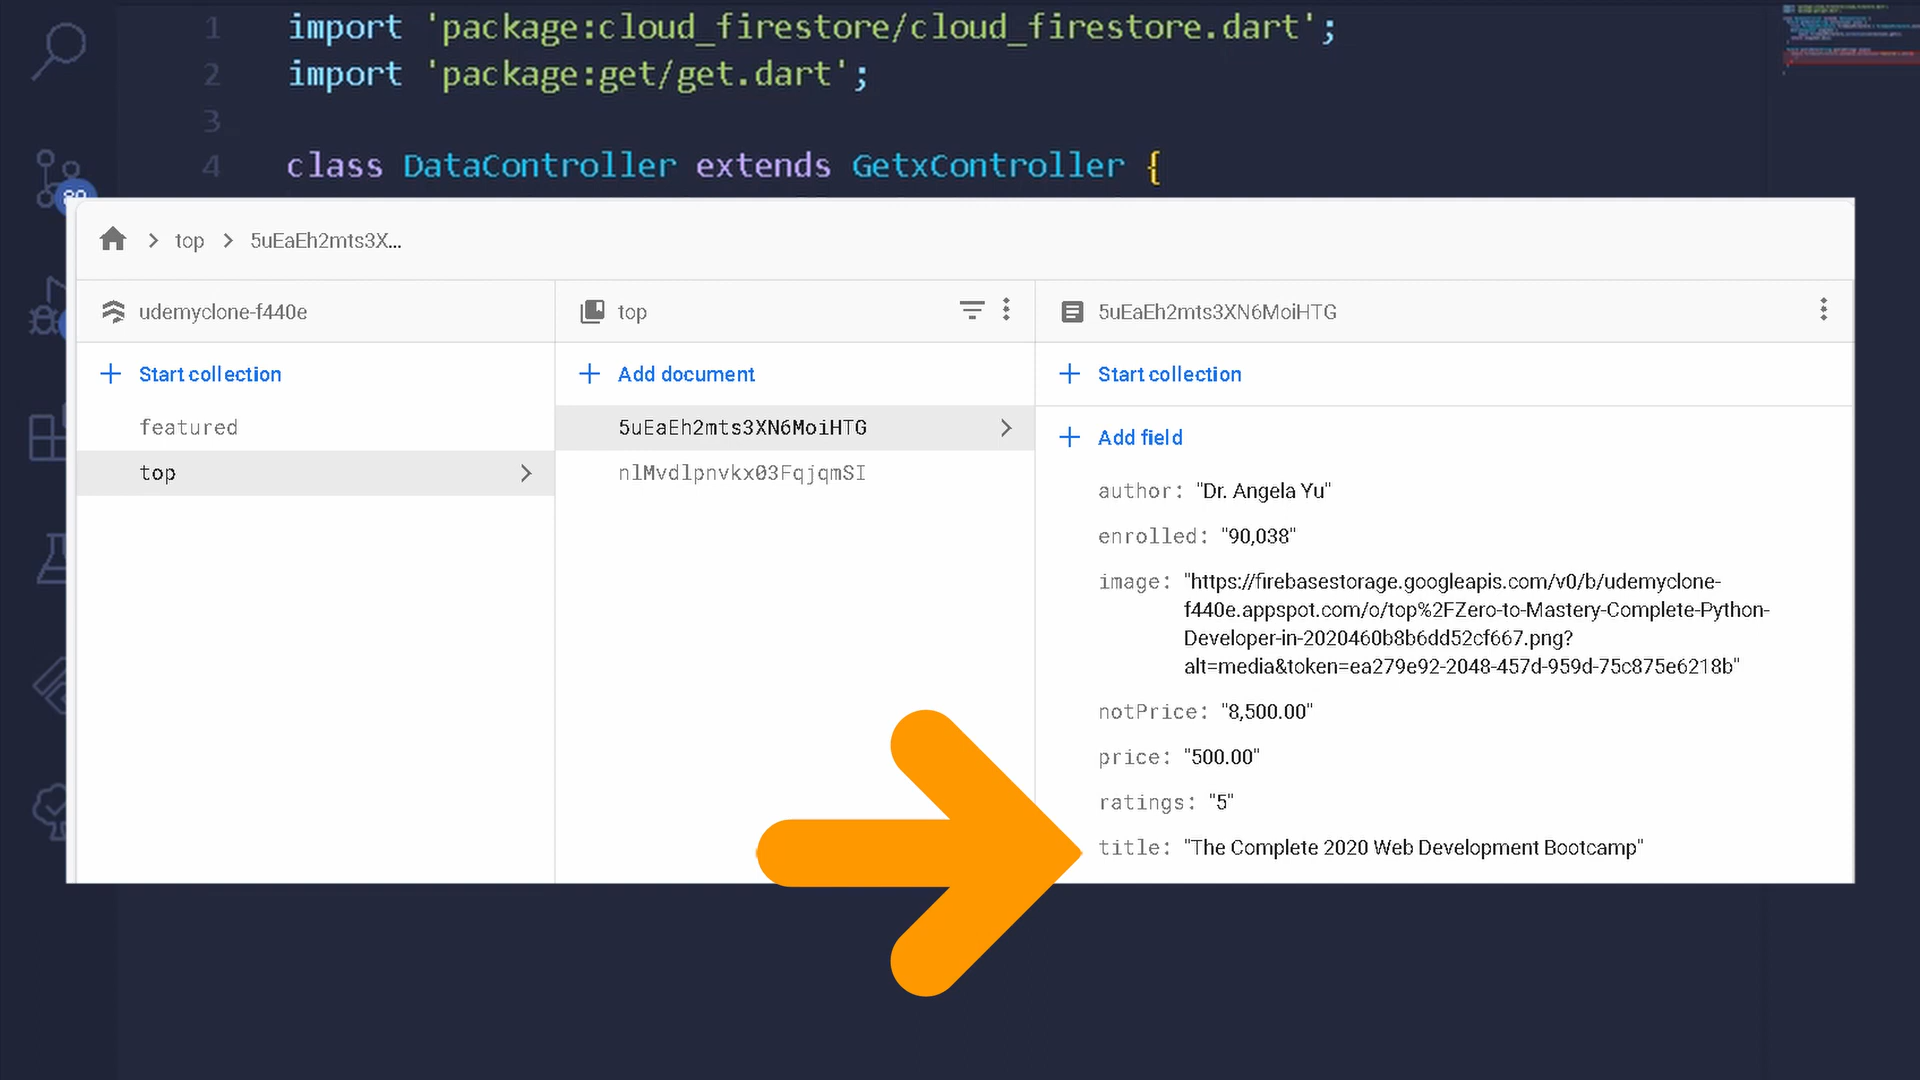 1 import 'package:cloud_firestore/cloud_firestore.dart';
2 import 'package:get/get.dart';
3
4 class DataController extends GetxController {
top 5uEaEh2mts3X...
udemyclone-f440e
Start collection
featured
top
top
Add document
5uEaEh2mts3XN6MoiHTG
nlMvdlpnvkx03FqjqmSI
5uEaEh2mts3XN6MoiHTG
Start collection
Add field
author: "Dr. Angela Yu"
enrolled: "90,038"
image: "https://firebasestorage.googleapis.com/v0/b/udemyclone-
f440e.appspot.com/o/top%2FZero-to-Mastery-Complete-Python-
Developer-in-2020460b8b6dd52cf667.png?
alt=media&token=ea279e92-2048-457d-959d-75c875e6218b"
notPrice: "8,500.00"
price: "500.00"
ratings: "5"
title: "The Complete 2020 Web Development Bootcamp"